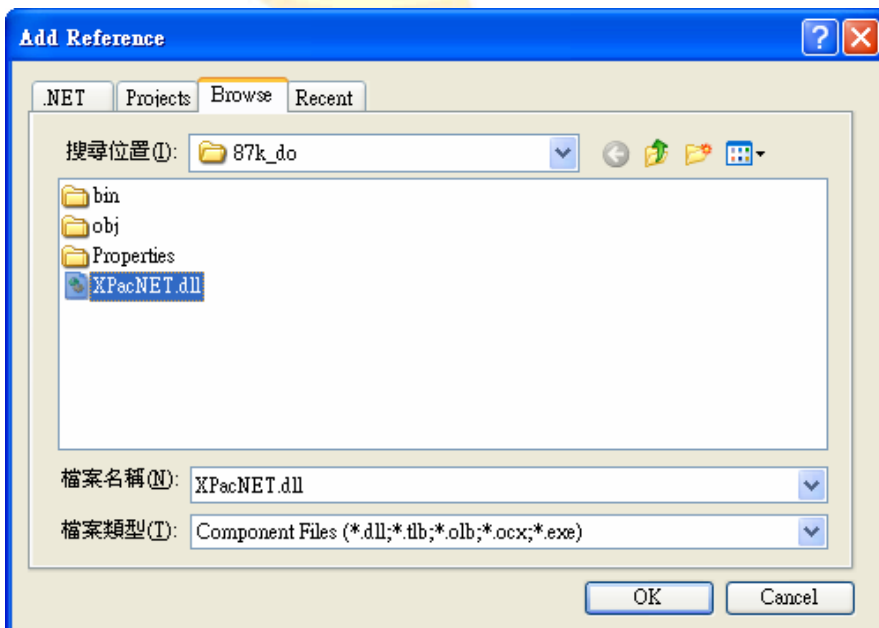 Add Reference
.NET Projects Browse Recent
搜尋位置(I): 87k_do
bin
obj
Properties
XPacNET.dll
檔案名稱(N): XPacNET.dll
檔案類型(T): Component Files (*.dll;*.tlb;*.olb;*.ocx;*.exe)
OK Cancel